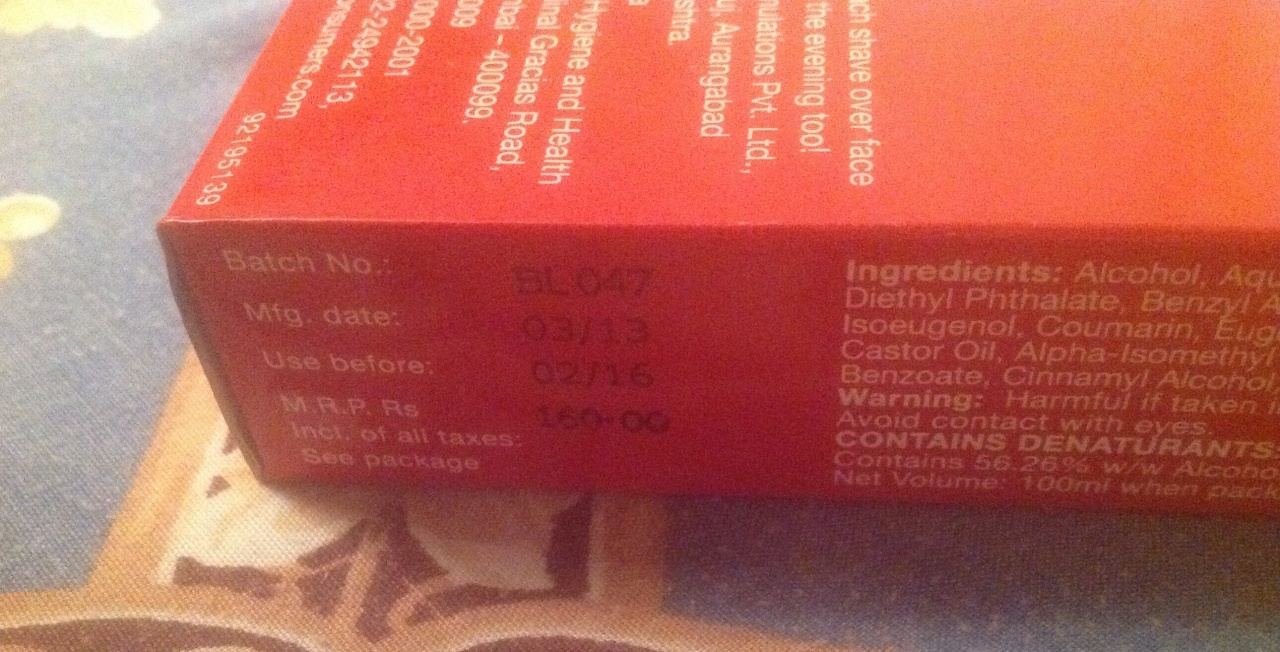 ach shave over face
the evening too!
nulations Pvt. Ltd.,
uj, Aurangabad
Hygiene and Health
inal Gracias Road,
bai – 400099.
009
000-2001
2-24942113,
onsumers.com
92195139
Batch No.: BL047
Mfg. date: 03/13
Use before: 02/16
M.R.P. Rs 160-00
Incl. of all taxes:
See package
Ingredients: Alcohol, Aqu
Diethyl Phthalate, Benzyl A
Isoeugenol, Coumarin, Eug
Castor Oil, Alpha-Isomethyl
Benzoate, Cinnamyl Alcohol
Warning: Harmful if taken i
Avoid contact with eyes.
CONTAINS DENATURANTS:
Contains 56.26% w/w Alcoho
Net Volume: 100ml when pack